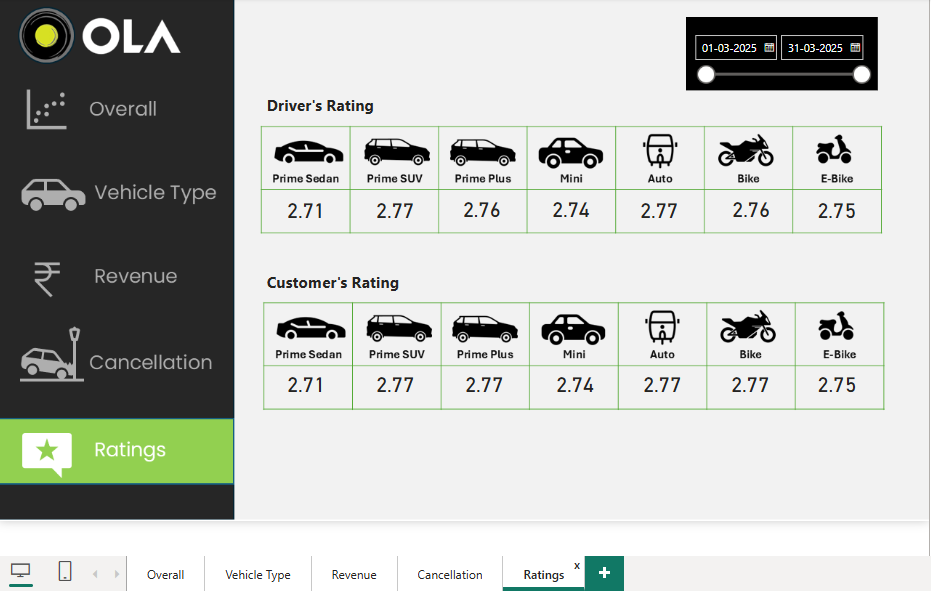 OLA
01-03-2025 31-03-2025
Overall
Vehicle Type
Revenue
Cancellation
Ratings
Driver's Rating
Prime Sedan Prime SUV Prime Plus Mini Auto Bike E-Bike
2.71 2.77 2.76 2.74 2.77 2.76 2.75
Customer's Rating
Prime Sedan Prime SUV Prime Plus Mini Auto Bike E-Bike
2.71 2.77 2.77 2.74 2.77 2.77 2.75
Overall Vehicle Type Revenue Cancellation Ratings x +